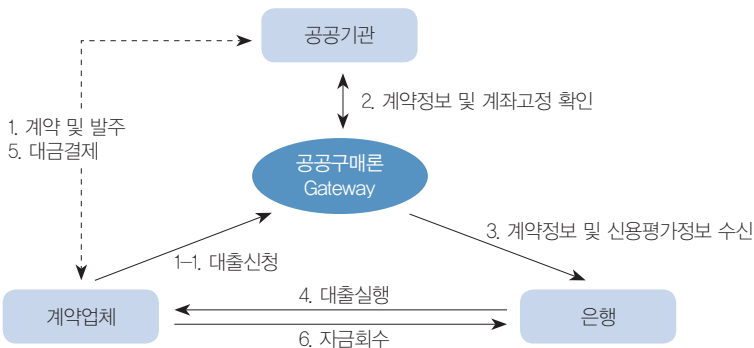 공공기관
2. 계약정보 및 계좌고정 확인
1. 계약 및 발주
5. 대금결제
공공구매론
Gateway
3. 계약정보 및 신용평가정보 수신
1-1. 대출신청
4. 대출실행
계약업체
은행
6. 자금회수